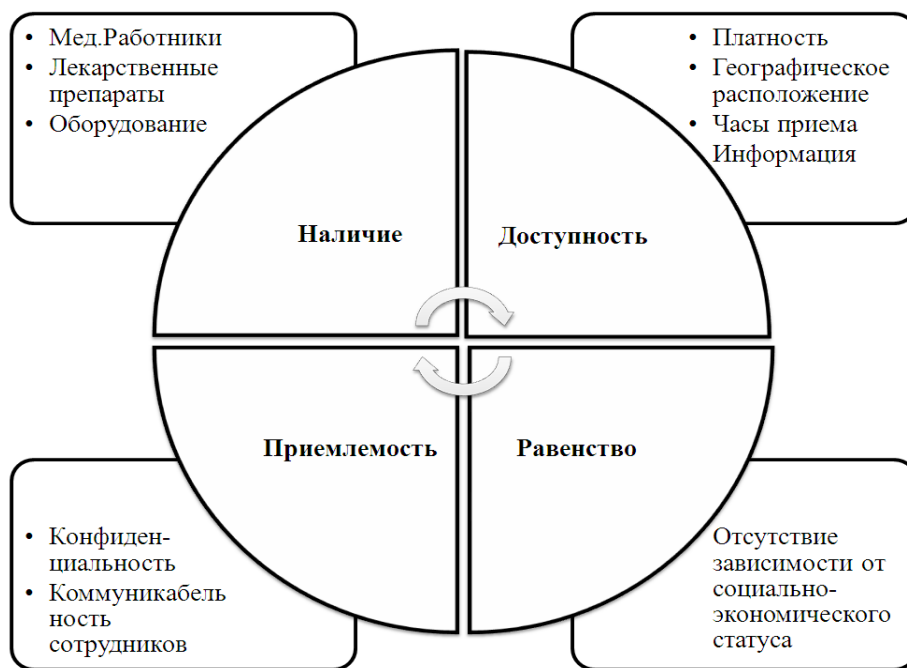 • Мед.Работники
• Лекарственные
препараты
• Оборудование
• Платность
• Географическое
расположение
• Часы приема
Информация
Наличие
Доступность
Приемлемость
Равенство
• Конфиден-
циальность
• Коммуникабель
ность
сотрудников
Отсутствие
зависимости от
социально-
экономического
статуса